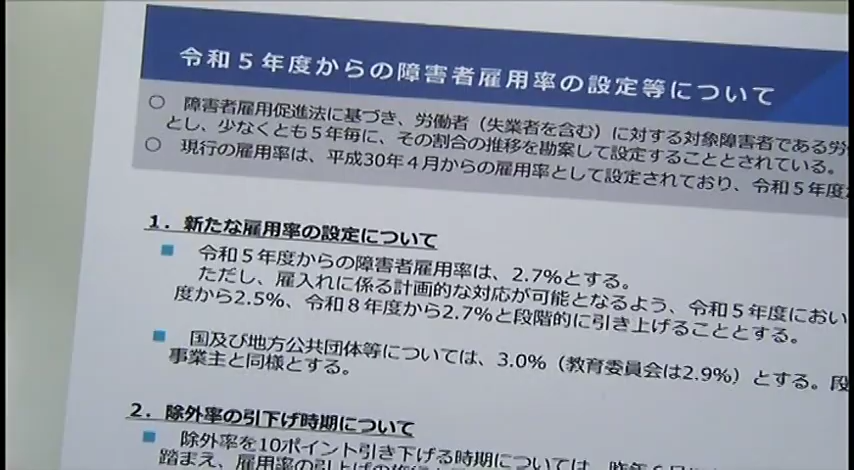 令和5年度からの障害者雇用率の設定等について
○ 障害者雇用促進法に基づき、労働者（失業者を含む）に対する対象障害者である労
とし、少なくとも5年毎に、その割合の推移を勘案して設定することとされている。
○ 現行の雇用率は、平成30年4月からの雇用率として設定されており、令和5年度
1．新たな雇用率の設定について
■ 令和5年度からの障害者雇用率は、2.7%とする。
ただし、雇入れに係る計画的な対応が可能となるよう、令和5年度におい
度から2.5%、令和8年度から2.7%と段階的に引き上げることとする。
■ 国及び地方公共団体等については、3.0%（教育委員会は2.9%）とする。段
事業主と同様とする。
2．除外率の引下げ時期について
■ 除外率を10ポイント引き下げる時期については、昨年6月
踏まえ、雇用率の引上げの